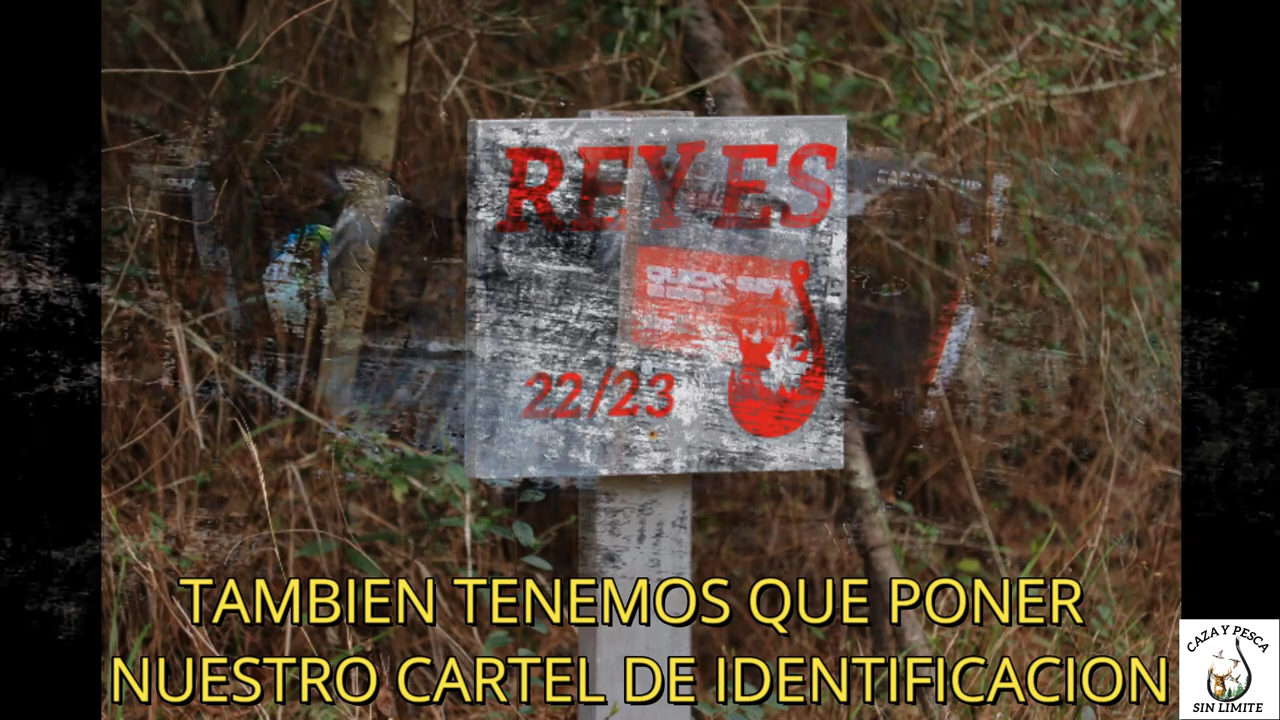 REYES
QUICK-SET
22/23
TAMBIEN TENEMOS QUE PONER
NUESTRO CARTEL DE IDENTIFICACION
CAZA Y PESCA
SIN LIMITE